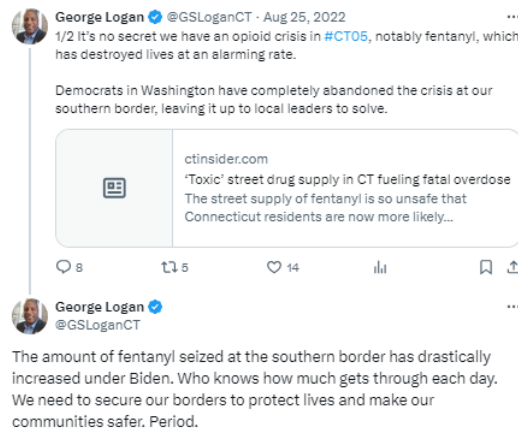 George Logan @GSLoganCT · Aug 25, 2022
1/2 It's no secret we have an opioid crisis in #CT05, notably fentanyl, which
has destroyed lives at an alarming rate.
Democrats in Washington have completely abandoned the crisis at our
southern border, leaving it up to local leaders to solve.
ctinsider.com
'Toxic' street drug supply in CT fueling fatal overdose
The street supply of fentanyl is so unsafe that
Connecticut residents are now more likely...
8 5 14
George Logan
@GSLoganCT
The amount of fentanyl seized at the southern border has drastically
increased under Biden. Who knows how much gets through each day.
We need to secure our borders to protect lives and make our
communities safer. Period.